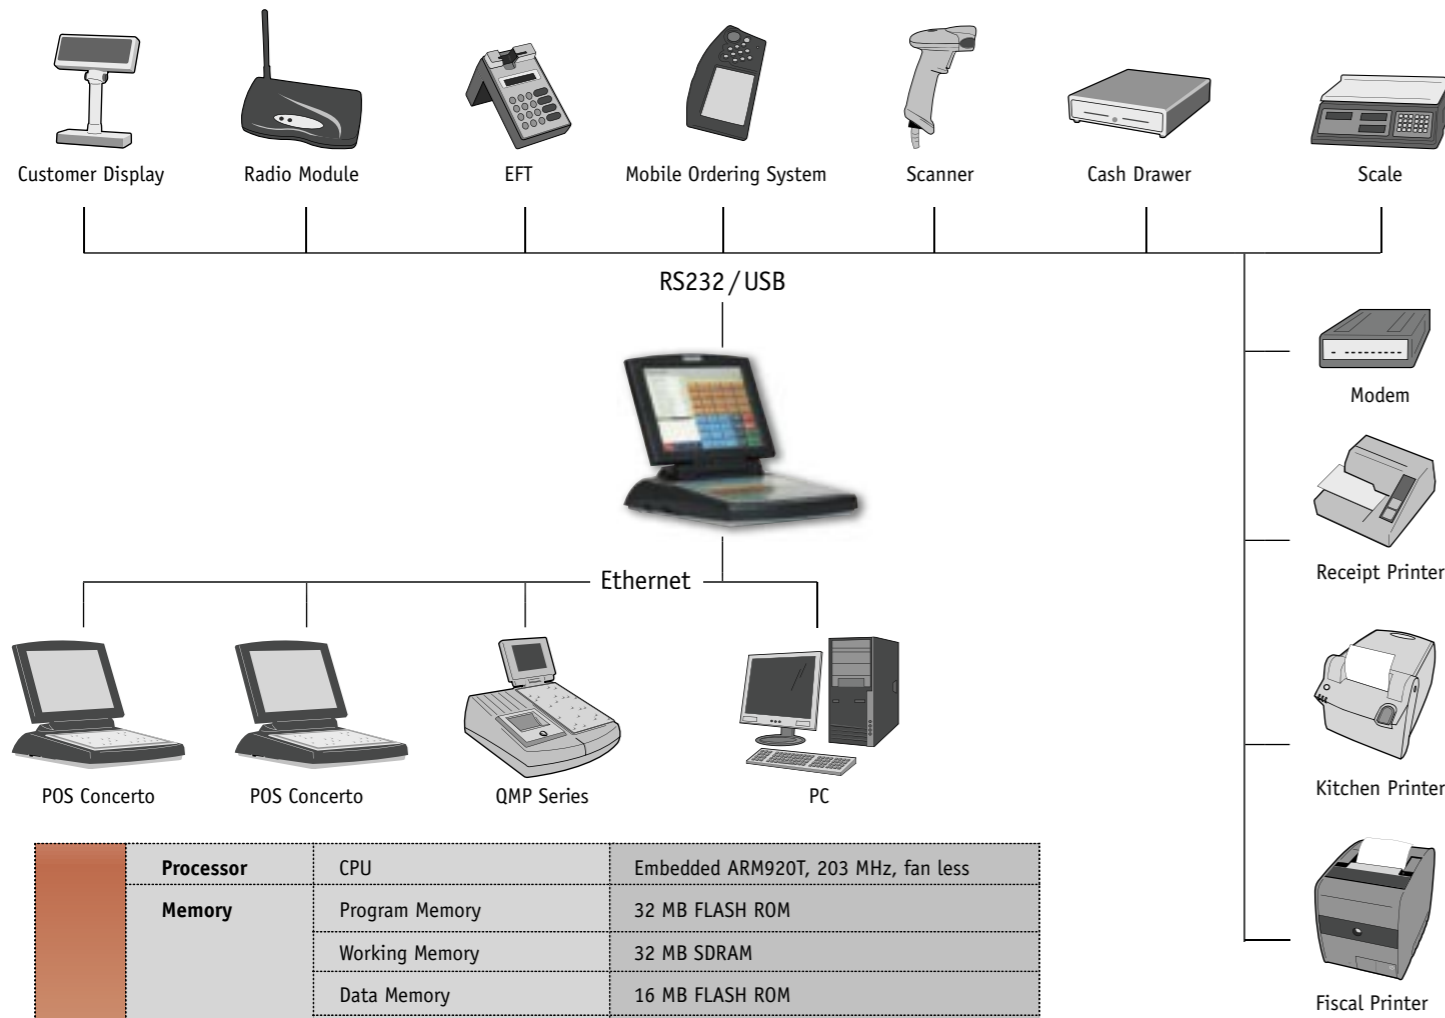 Customer Display
Radio Module
EFT
Mobile Ordering System
Scanner
Cash Drawer
Scale
RS232/USB
Modem
Receipt Printer
Ethernet
Kitchen Printer
POS Concerto
POS Concerto
QMP Series
PC
Processor CPU Embedded ARM920T, 203 MHz, fan less
Memory Program Memory 32 MB FLASH ROM
Working Memory 32 MB SDRAM
Data Memory 16 MB FLASH ROM
Fiscal Printer